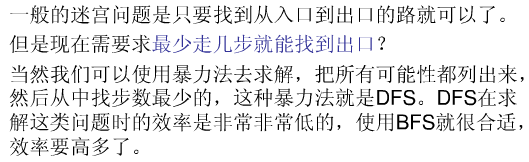 一般的迷宫问题是只要找到从入口到出口的路就可以了。
但是现在需要求最少走几步就能找到出口？
当然我们可以使用暴力法去求解，把所有可能性都列出来，
然后从中找步数最少的，这种暴力法就是DFS。DFS在求
解这类问题时的效率是非常非常低的，使用BFS就很合适，
效率要高多了。